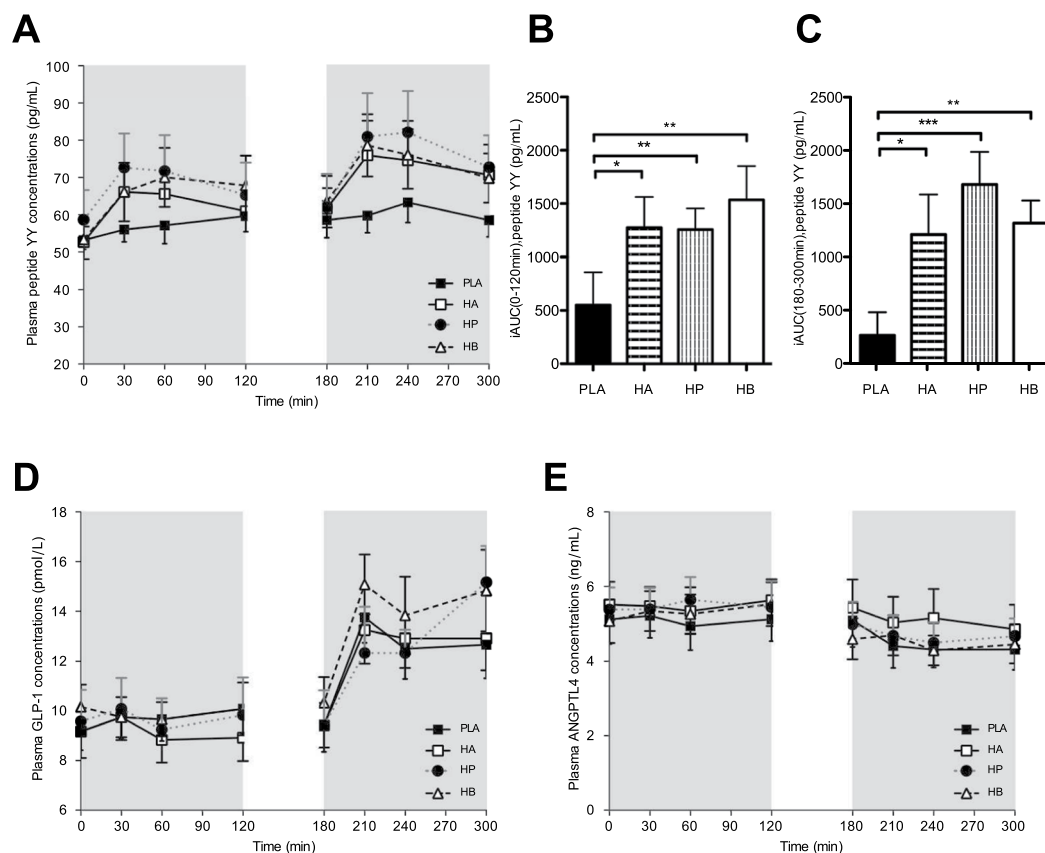 A
Plasma peptide YY concentrations (pg/mL)
100
90
80
70
60
50
40
30
20
PLA
HA
HP
HB
0 30 60 90 120 180 210 240 270 300
Time (min)
B
iAUC(0-120min),peptide YY (pg/mL)
2500
2000
1500
1000
500
0
**
**
*
PLA HA HP HB
C
iAUC(180-300min),peptide YY (pg/mL)
2500
2000
1500
1000
500
0
**
***
*
PLA HA HP HB
D
Plasma GLP-1 concentrations (pmol/L)
18
16
14
12
10
8
6
PLA
HA
HP
HB
0 30 60 90 120 180 210 240 270 300
Time (min)
E
Plasma ANGPTL4 concentrations (ng/mL)
8
6
4
2
0
PLA
HA
HP
HB
0 30 60 90 120 180 210 240 270 300
Time (min)